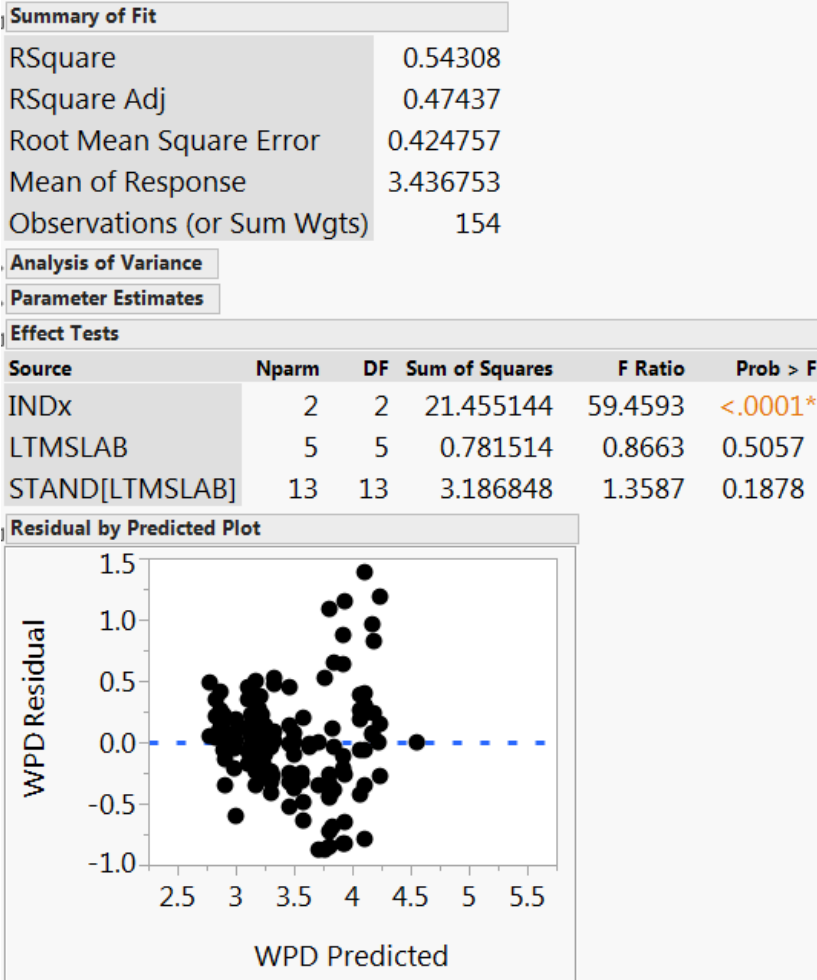 Summary of Fit
RSquare 0.54308
RSquare Adj 0.47437
Root Mean Square Error 0.424757
Mean of Response 3.436753
Observations (or Sum Wgts) 154
Analysis of Variance
Parameter Estimates
Effect Tests
Source Nparm DF Sum of Squares F Ratio Prob > F
INDx 2 2 21.455144 59.4593 <.0001*
LTMSLAB 5 5 0.781514 0.8663 0.5057
STAND[LTMSLAB] 13 13 3.186848 1.3587 0.1878
Residual by Predicted Plot
1.5
1.0
0.5
0.0
-0.5
-1.0
WPD Residual
2.5 3 3.5 4 4.5 5 5.5
WPD Predicted